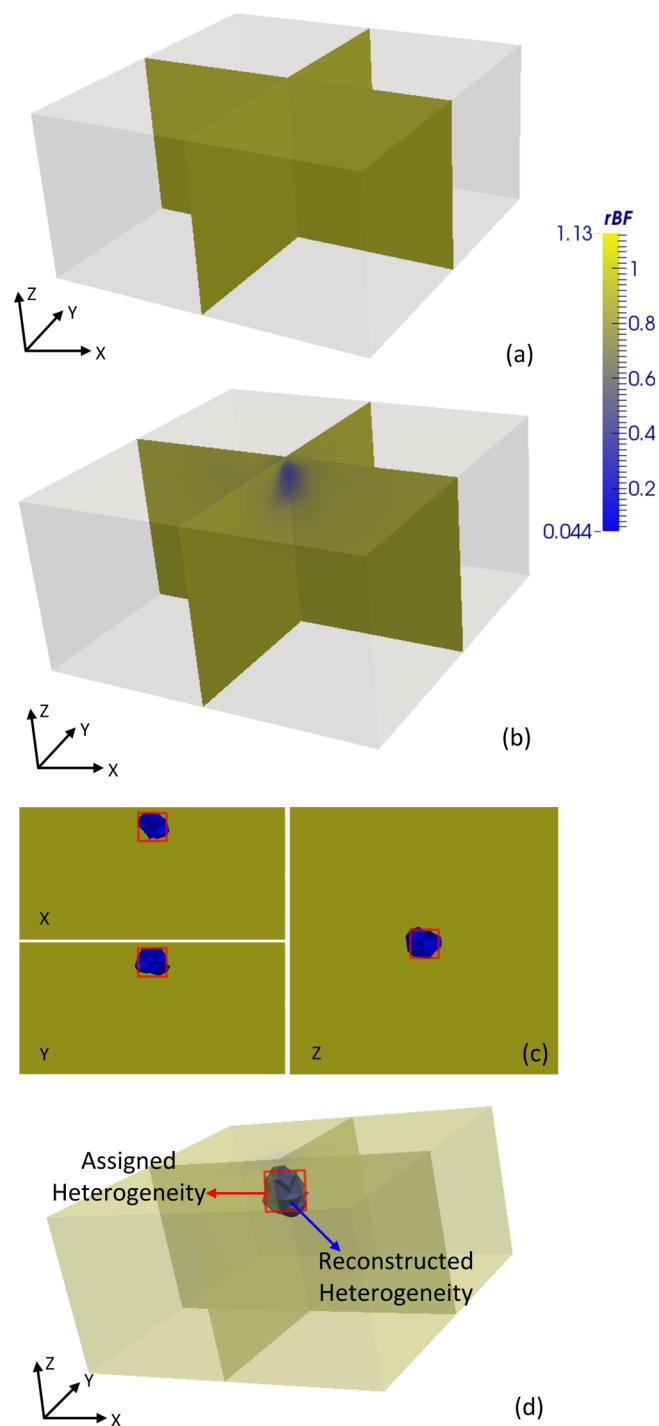 rBF
1.13
1
0.8
0.6
0.4
0.2
0.044
Z
Y
X
(a)
Z
Y
X
(b)
X
Y
Z
(c)
Assigned
Heterogeneity
Reconstructed
Heterogeneity
Z
Y
X
(d)